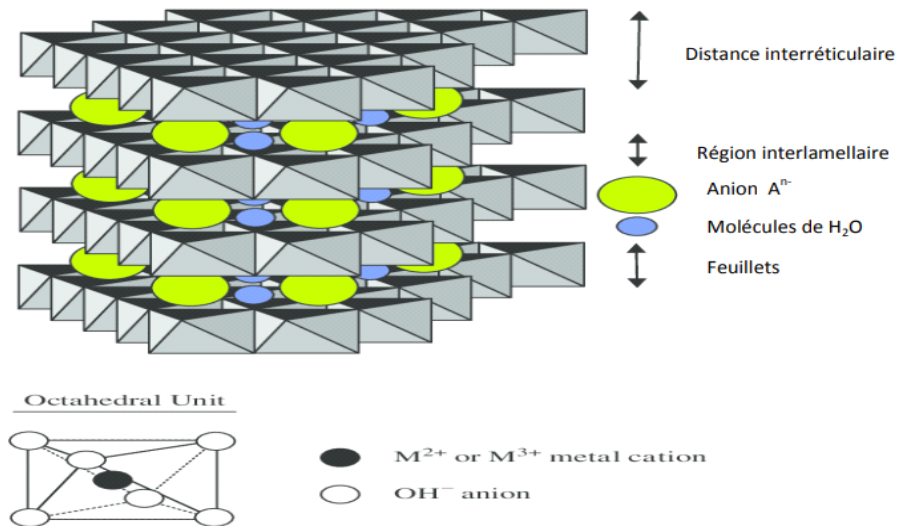 Distance interréticulaire
Région interlamellaire
Anion Aⁿ⁻
Molécules de H₂O
Feuillets
Octahedral Unit
M²⁺ or M³⁺ metal cation
OH⁻ anion